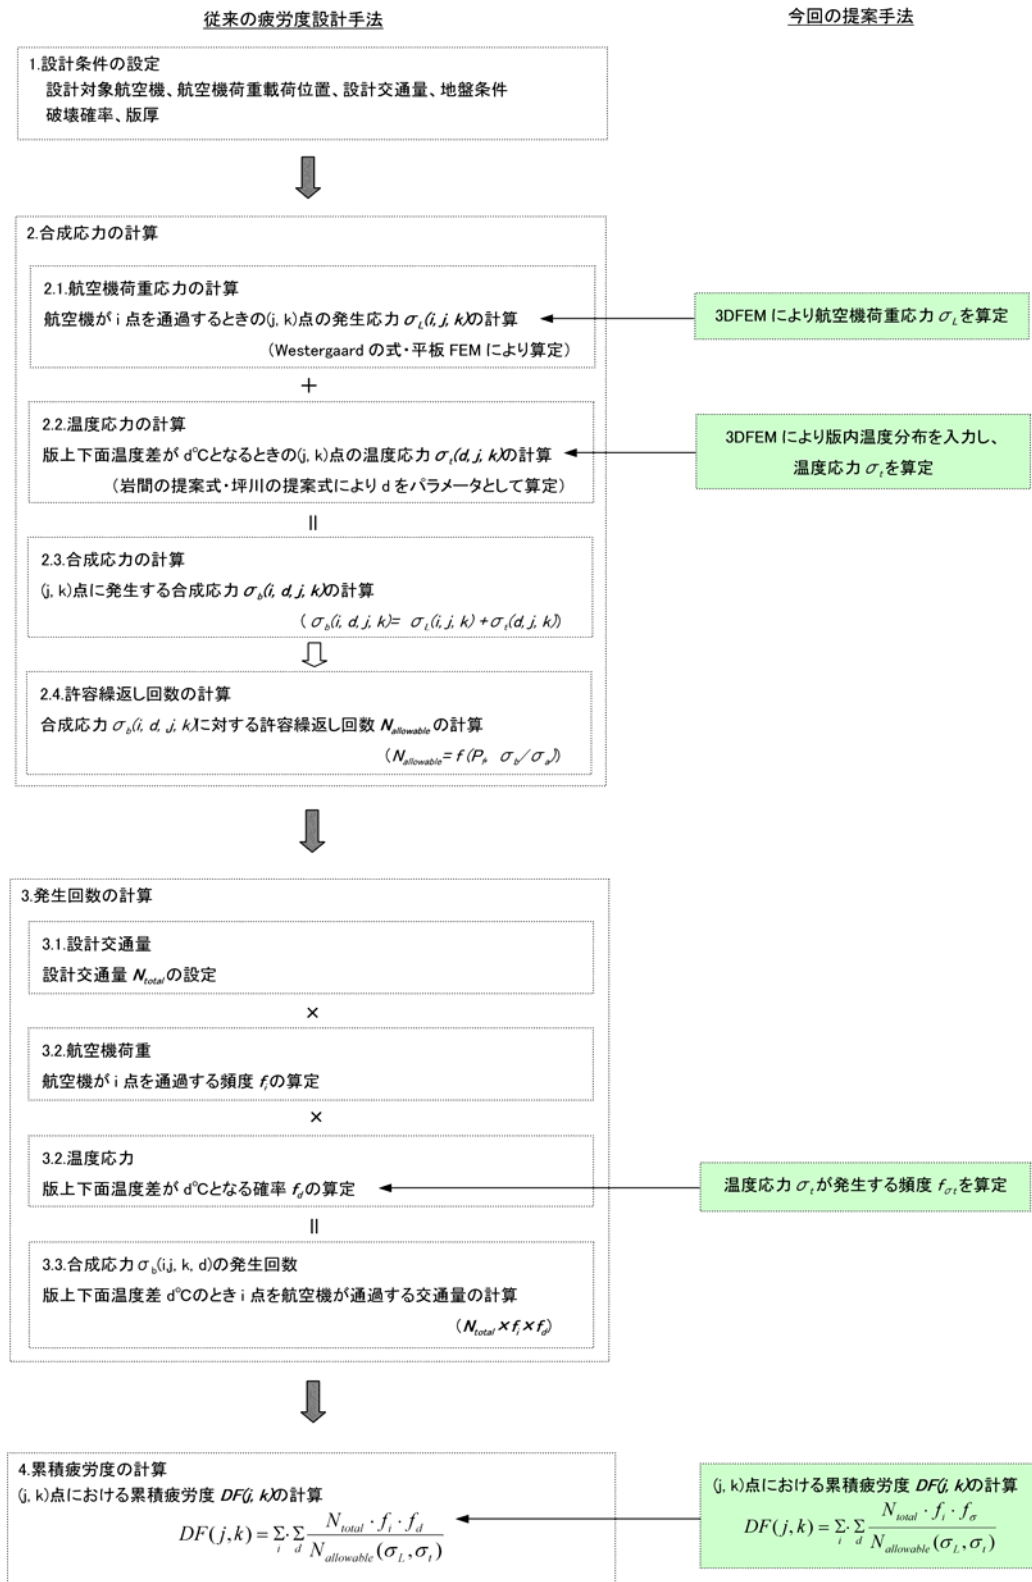 従来の疲労度設計手法
今回の提案手法
1.設計条件の設定
設計対象航空機、航空機荷重載荷位置、設計交通量、地盤条件
破壊確率、版厚
2.合成応力の計算
2.1.航空機荷重応力の計算
航空機が i 点を通過するときの(j, k)点の発生応力 σL(i, j, k)の計算
(Westergaard の式・平板 FEM により算定)
3DFEM により航空機荷重応力 σL を算定
+
2.2.温度応力の計算
版上下面温度差が d℃となるときの(j, k)点の温度応力 σt(d, j, k)の計算
(岩間の提案式・坪川の提案式により d をパラメータとして算定)
3DFEM により版内温度分布を入力し、
温度応力 σt を算定
=
2.3.合成応力の計算
(j, k)点に発生する合成応力 σb(i, d, j, k)の計算
(σb(i, d, j, k)= σL(i, j, k) +σt(d, j, k))
2.4.許容繰返し回数の計算
合成応力 σb(i, d, j, k)に対する許容繰返し回数 Nallowable の計算
(Nallowable= f (Pf, σb/σa))
3.発生回数の計算
3.1.設計交通量
設計交通量 Ntotal の設定
×
3.2.航空機荷重
航空機が i 点を通過する頻度 fi の算定
×
3.2.温度応力
版上下面温度差が d℃となる確率 fd の算定
温度応力 σt が発生する頻度 fσt を算定
=
3.3.合成応力 σb(i,j, k, d)の発生回数
版上下面温度差 d℃のとき i 点を航空機が通過する交通量の計算
(Ntotal×fi×fd)
4.累積疲労度の計算
(j, k)点における累積疲労度 DF(j, k)の計算
DF(j,k) = Σi·Σd Ntotal·fi·fd / Nallowable(σL,σt)
(j, k)点における累積疲労度 DF(j, k)の計算
DF(j,k) = Σi·Σd Ntotal·fi·fσ / Nallowable(σL,σt)